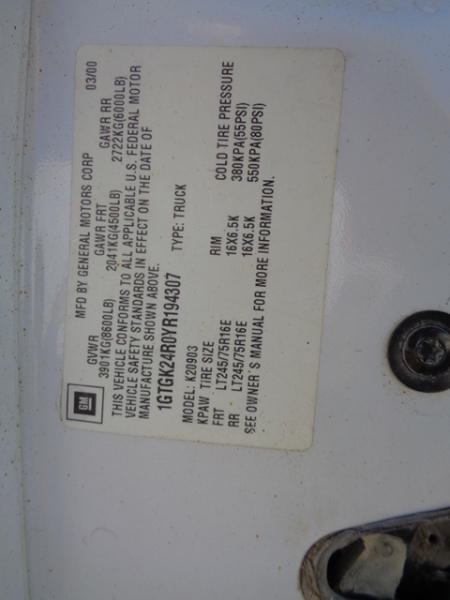 GM
MFD BY GENERAL MOTORS CORP 03/00
GVWR GAWR FRT GAWR RR
3901KG(8600LB) 2041KG(4500LB) 2722KG(6000LB)
THIS VEHICLE CONFORMS TO ALL APPLICABLE U.S. FEDERAL MOTOR
VEHICLE SAFETY STANDARDS IN EFFECT ON THE DATE OF
MANUFACTURE SHOWN ABOVE.
1GTGK24R0YR194307 TYPE: TRUCK
MODEL: K20903
KPAW TIRE SIZE RIM COLD TIRE PRESSURE
FRT LT245/75R16E 16X6.5K 380KPA(55PSI)
RR LT245/75R16E 16X6.5K 550KPA(80PSI)
SEE OWNER'S MANUAL FOR MORE INFORMATION.